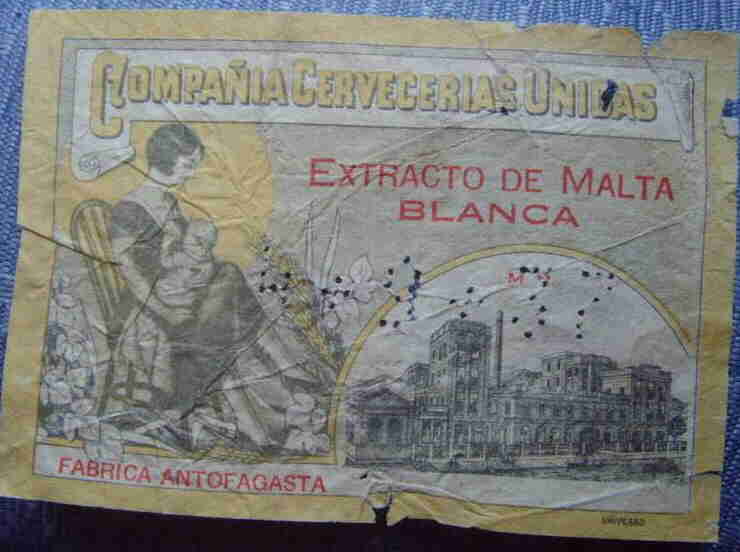 COMPAÑIA CERVECERIAS UNIDAS
EXTRACTO DE MALTA
BLANCA
FABRICA ANTOFAGASTA